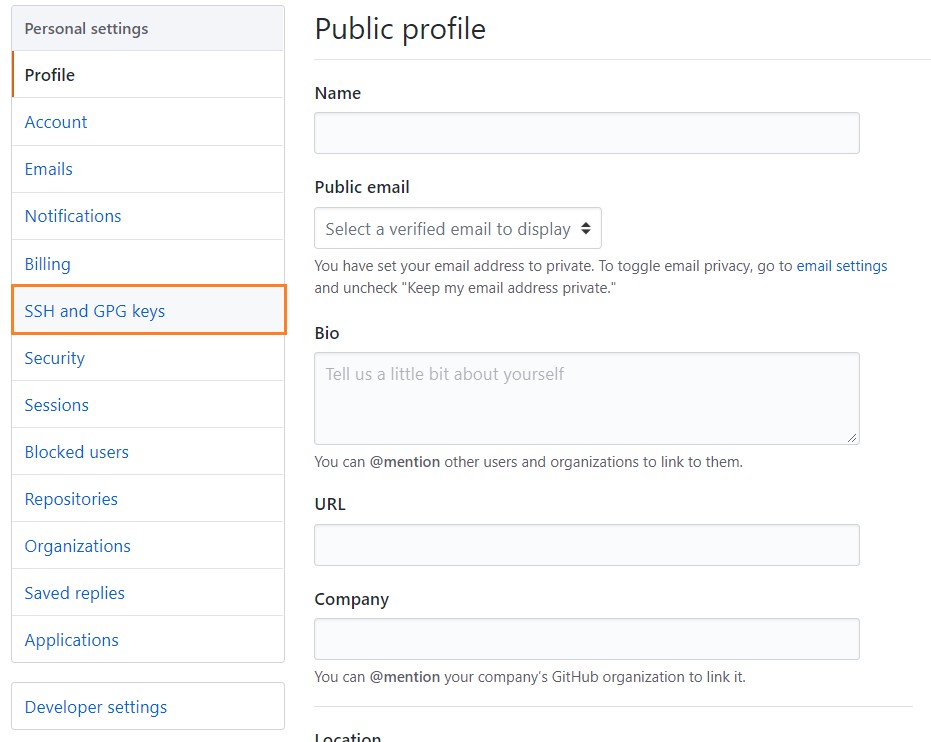 Personal settings
Profile
Account
Emails
Notifications
Billing
SSH and GPG keys
Security
Sessions
Blocked users
Repositories
Organizations
Saved replies
Applications
Developer settings
Public profile
Name
Public email
Select a verified email to display
You have set your email address to private. To toggle email privacy, go to email settings
and uncheck "Keep my email address private."
Bio
Tell us a little bit about yourself
You can @mention other users and organizations to link to them.
URL
Company
You can @mention your company's GitHub organization to link it.
Location